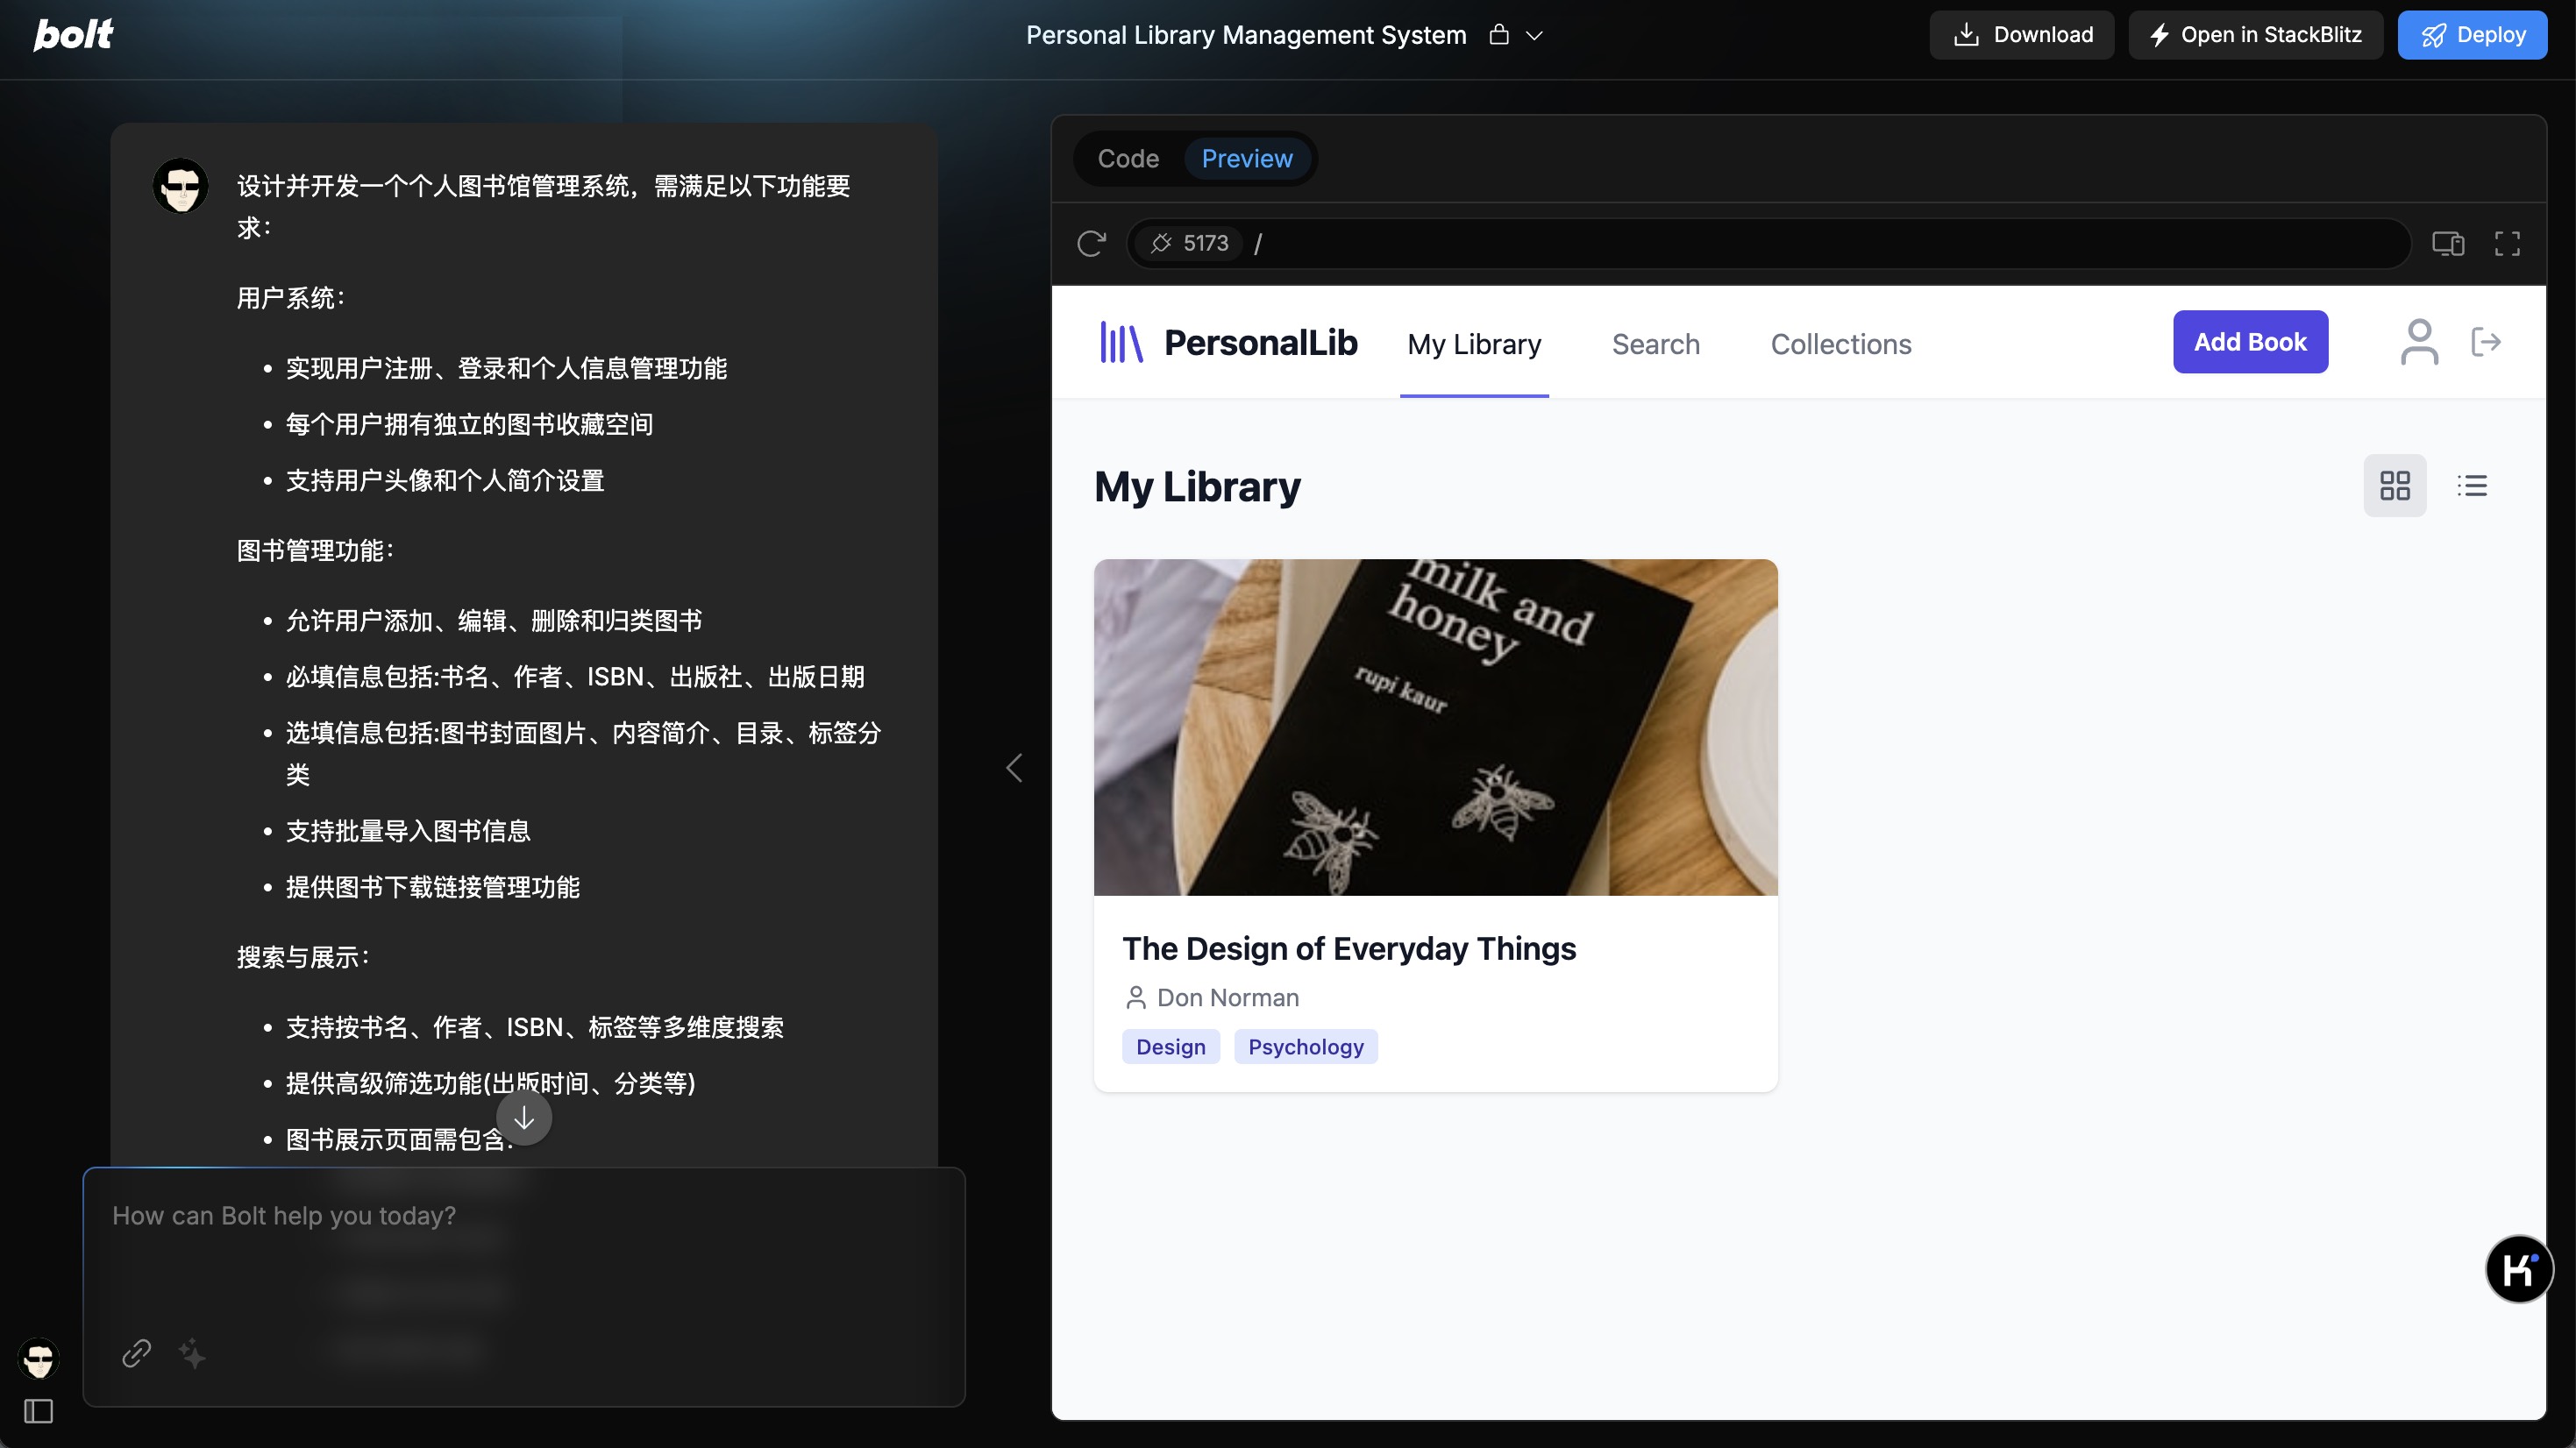 bolt
Personal Library Management System
Download
Open in StackBlitz
Deploy
设计并开发一个个人图书馆管理系统，需满足以下功能要
求：
用户系统：
• 实现用户注册、登录和个人信息管理功能
• 每个用户拥有独立的图书收藏空间
• 支持用户头像和个人简介设置
图书管理功能：
• 允许用户添加、编辑、删除和归类图书
• 必填信息包括:书名、作者、ISBN、出版社、出版日期
• 选填信息包括:图书封面图片、内容简介、目录、标签分
类
• 支持批量导入图书信息
• 提供图书下载链接管理功能
搜索与展示：
• 支持按书名、作者、ISBN、标签等多维度搜索
• 提供高级筛选功能(出版时间、分类等)
• 图书展示页面需包含:
How can Bolt help you today?
Code
Preview
5173
/
PersonalLib
My Library
Search
Collections
Add Book
My Library
milk and
honey
rupi kaur
The Design of Everyday Things
Don Norman
Design
Psychology
K